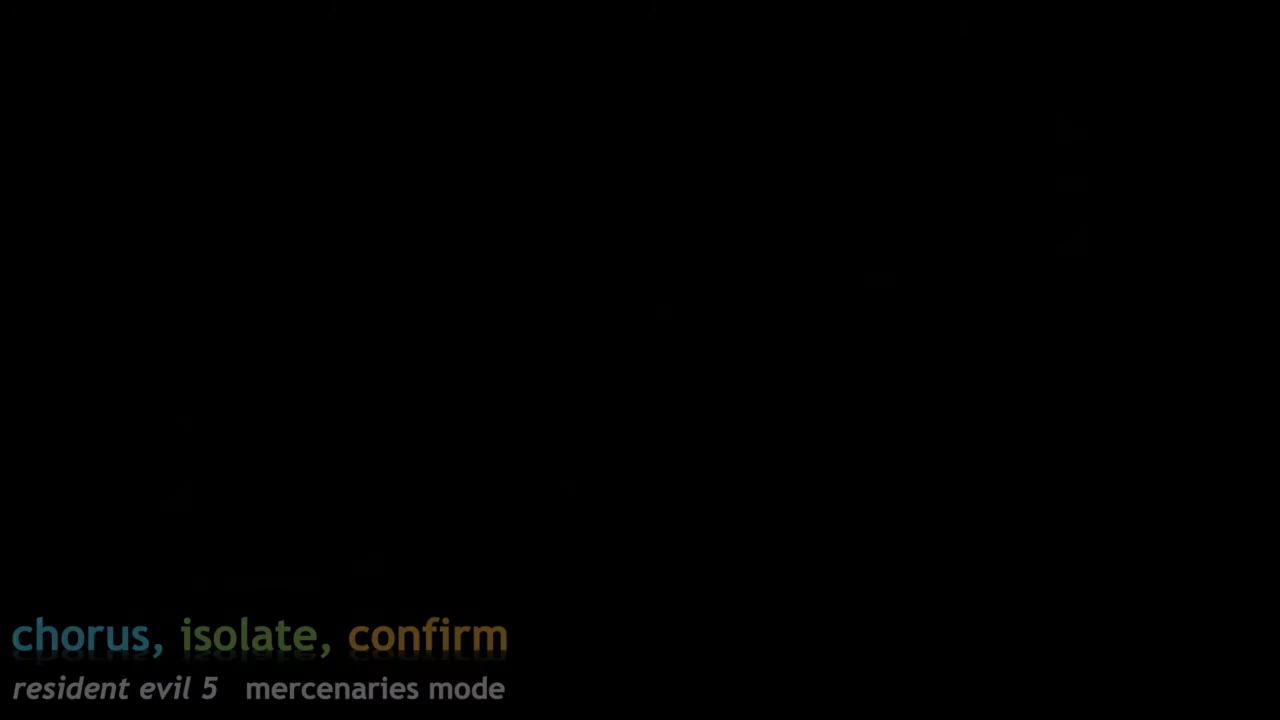 chorus, isolate, confirm
resident evil 5 mercenaries mode